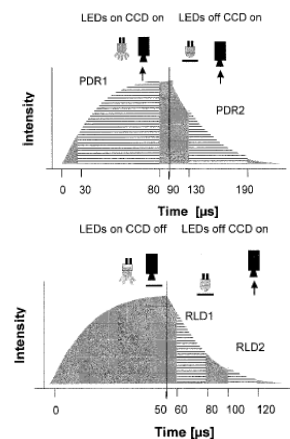 LEDs on CCD on LEDs off CCD on
PDR1
PDR2
Intensity
0 30 80 90 130 190
Time [µs]
LEDs on CCD off LEDs off CCD on
RLD1
RLD2
Intensity
0 50 60 80 100 120
Time [µs]